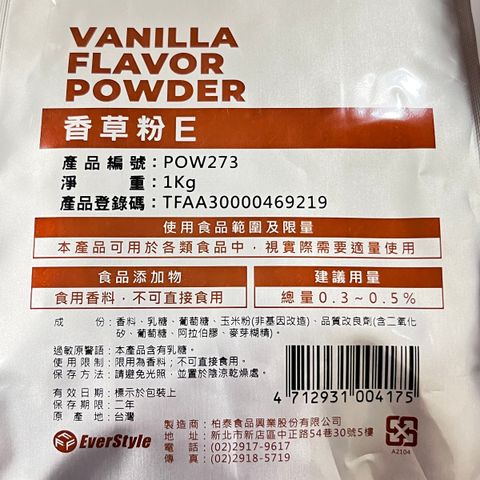 VANILLA
FLAVOR
POWDER
香草粉E
產品編號：POW273
淨　　重：1Kg
產品登錄碼：TFAA30000469219
使用食品範圍及限量
本產品可用於各類食品中，視實際需要適量使用
食品添加物
食用香料，不可直接食用
建議用量
總量0.3~0.5%
成　　份：香料、乳糖、葡萄糖、玉米粉(非基因改造)、品質改良劑(含二氧化
矽、葡萄糖、阿拉伯膠、麥芽糊精)。
過敏原警語：本產品含有乳糖。
使用限制：限用為香料；不可直接食用。
保存方法：請避免光照，並置於陰涼乾燥處。
有效日期：標示於包裝上
保存期限：二年
原產地：台灣
4 712931 004175
EverStyle
製造商：柏泰食品興業股份有限公司
地　　址：新北市新店區中正路54巷30號5樓
電　　話：(02)2917-9617
傳　　真：(02)2918-5719
A2104